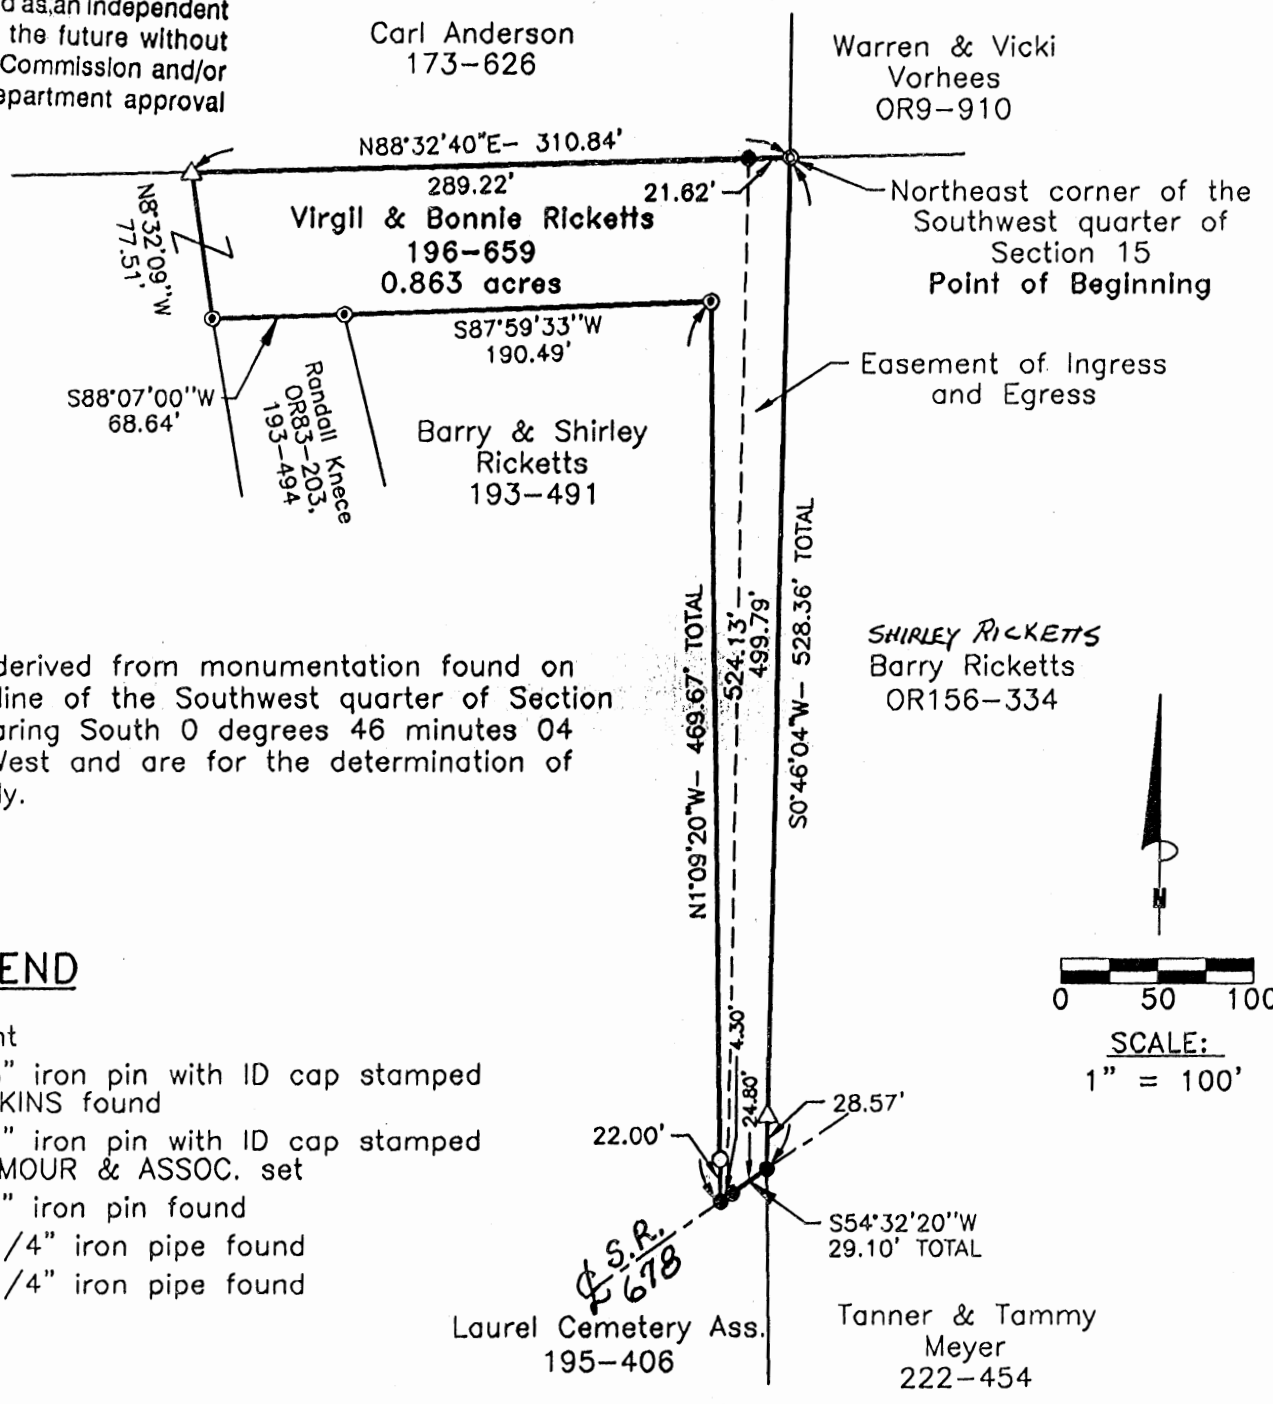 as, an independent
the future without
Commission and/or
epartment approval
Carl Anderson
173-626
Warren & Vicki
Vorhees
OR9-910
N88°32'40"E- 310.84'
289.22'
21.62'
Virgil & Bonnie Ricketts
196-659
0.863 acres
N8°32'09"W
77.51'
Northeast corner of the
Southwest quarter of
Section 15
Point of Beginning
S87°59'33"W
190.49'
S88°07'00"W
68.64'
Randall Knece
OR83-203,
193-494
Barry & Shirley
Ricketts
193-491
Easement of Ingress
and Egress
N1°09'20"W- 469.67' TOTAL
524.13'
499.79'
S0°46'04"W- 528.36' TOTAL
SHIRLEY RICKETTS
Barry Ricketts
OR156-334
derived from monumentation found on
line of the Southwest quarter of Section
aring South 0 degrees 46 minutes 04
West and are for the determination of
ly.
END
nt
" iron pin with ID cap stamped
KINS found
" iron pin with ID cap stamped
MOUR & ASSOC. set
" iron pin found
/4" iron pipe found
/4" iron pipe found
N
0 50 100
SCALE:
1" = 100'
4.30'
24.80'
28.57'
22.00'
S54°32'20"W
29.10' TOTAL
℄ S.R.
678
Laurel Cemetery Ass.
195-406
Tanner & Tammy
Meyer
222-454